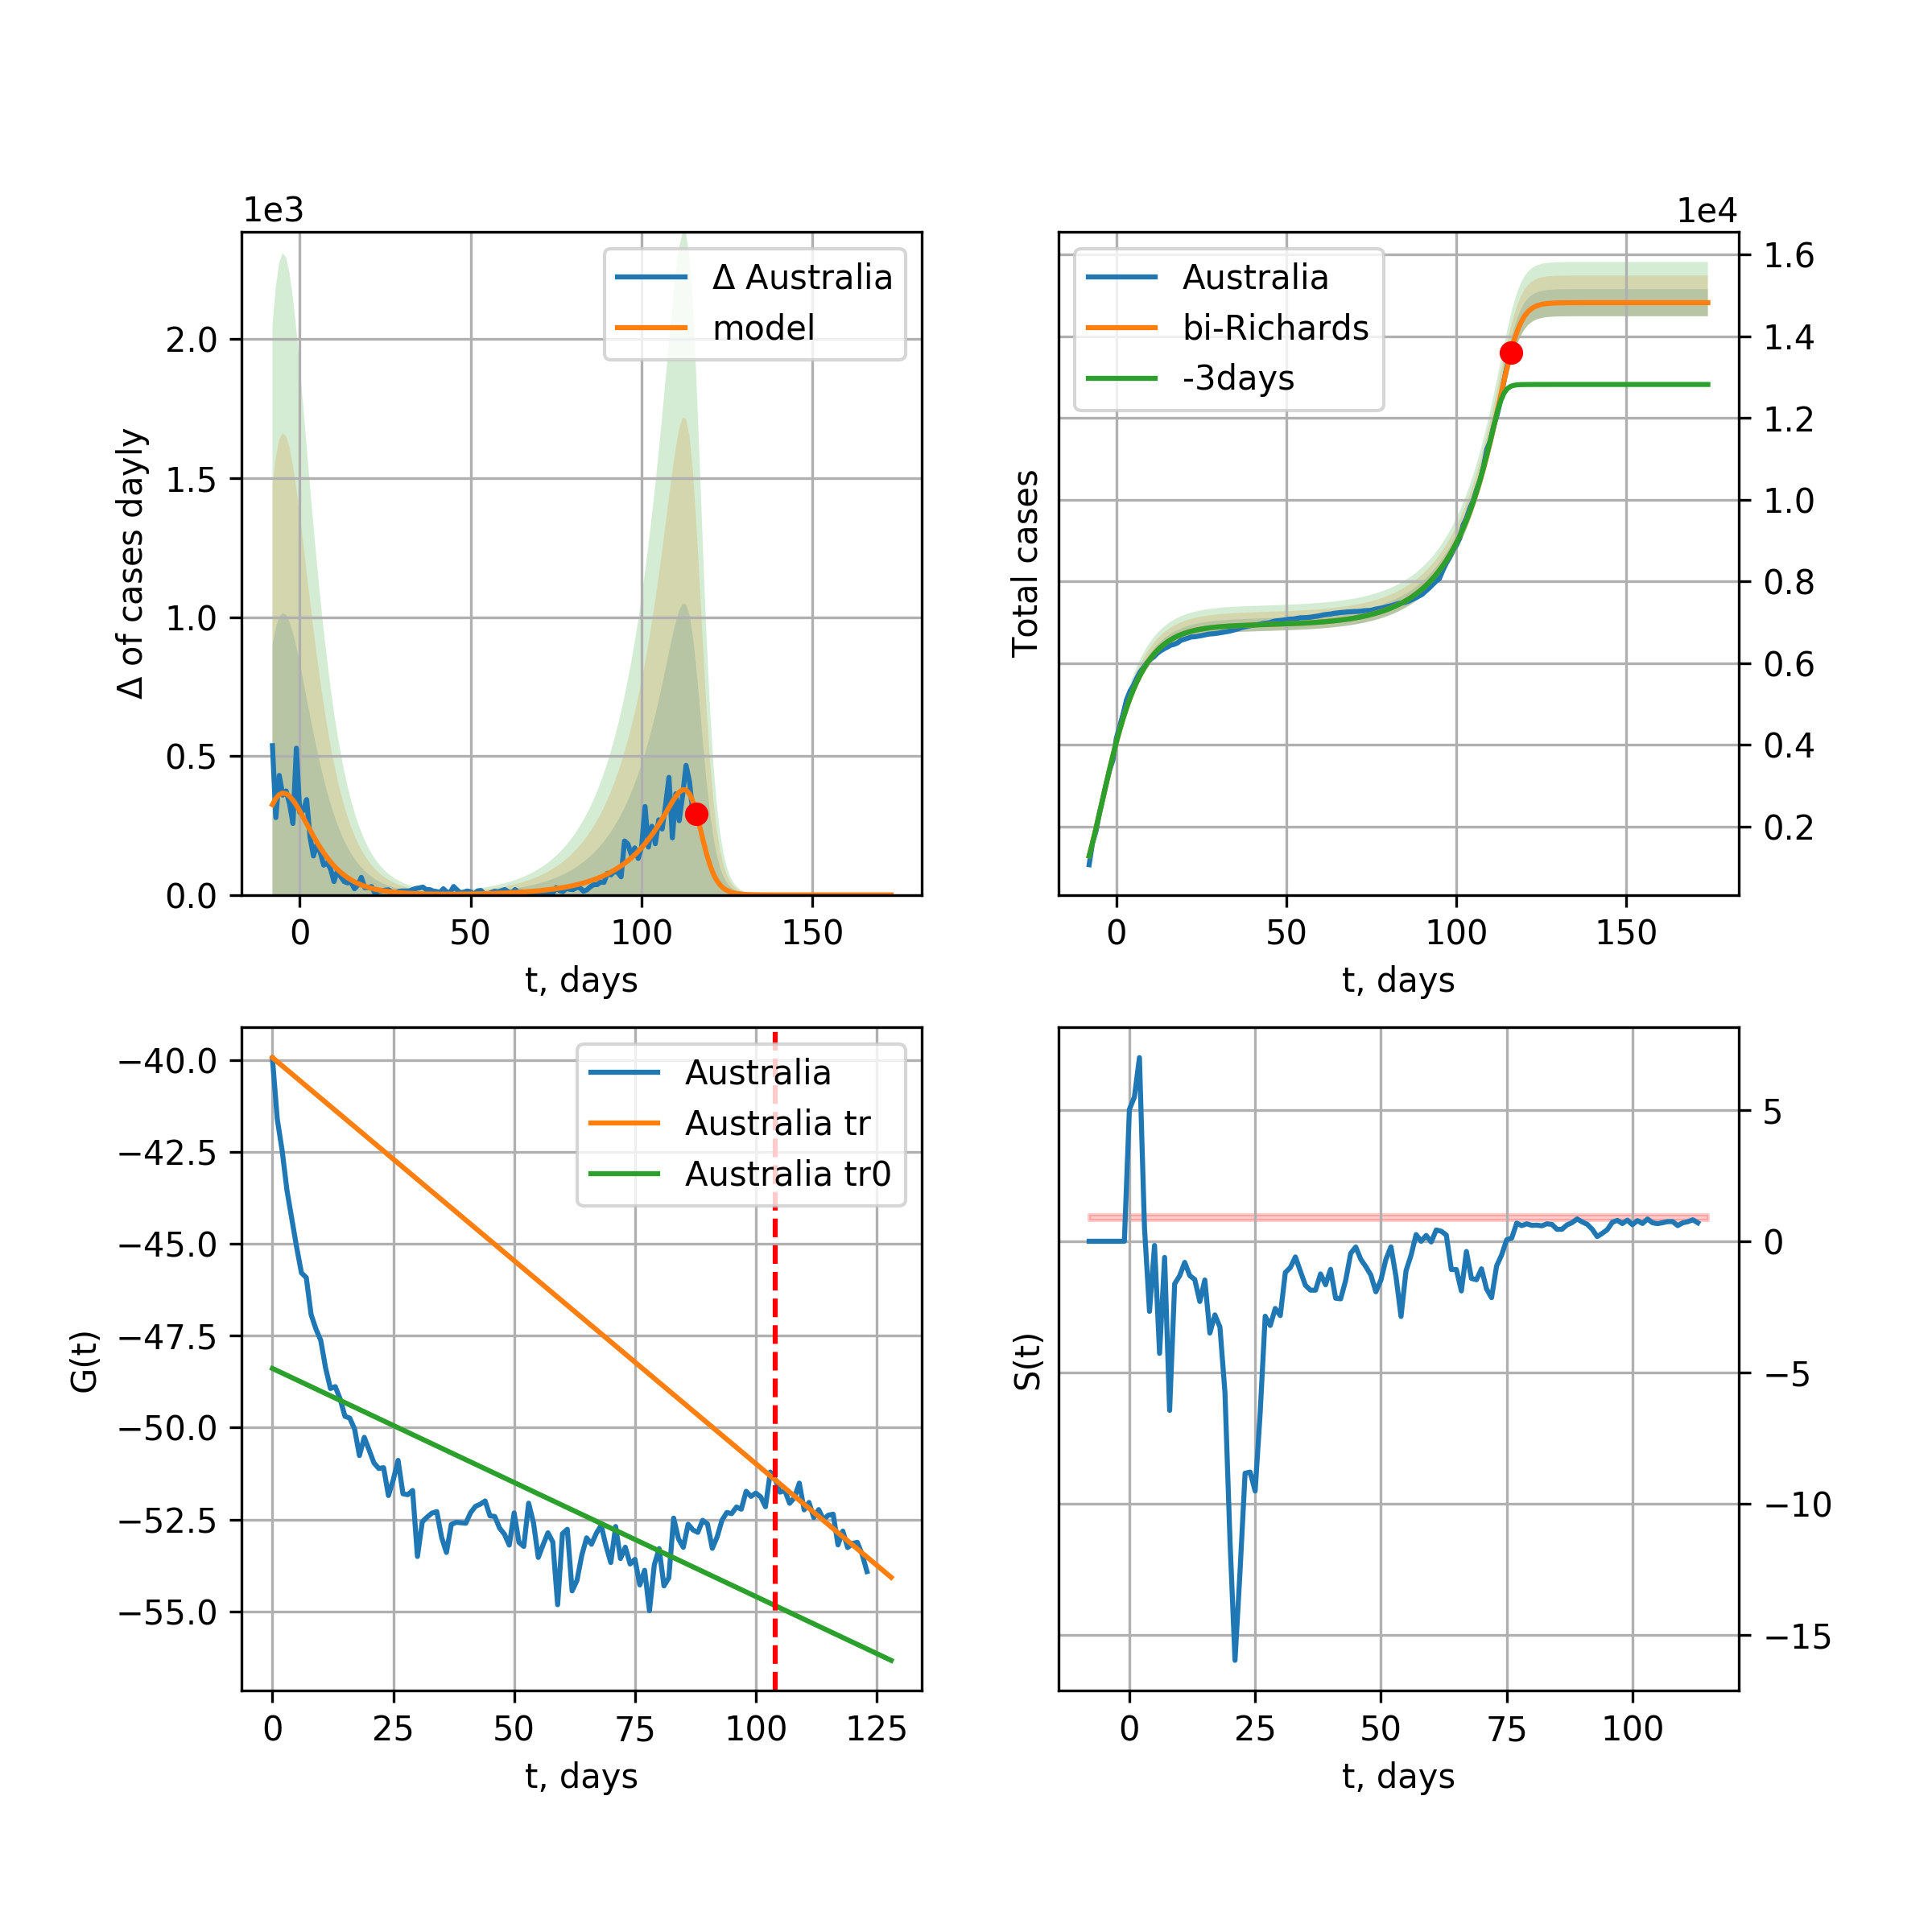 1e3
Δ Australia
model
Δ of cases dayly
2.0
1.5
1.0
0.5
0.0
0 50 100 150
t, days
1e4
Australia
bi-Richards
-3days
Total cases
1.6
1.4
1.2
1.0
0.8
0.6
0.4
0.2
0 50 100 150
t, days
Australia
Australia tr
Australia tr0
G(t)
−40.0
−42.5
−45.0
−47.5
−50.0
−52.5
−55.0
0 25 50 75 100 125
t, days
S(t)
5
0
−5
−10
−15
0 25 50 75 100
t, days